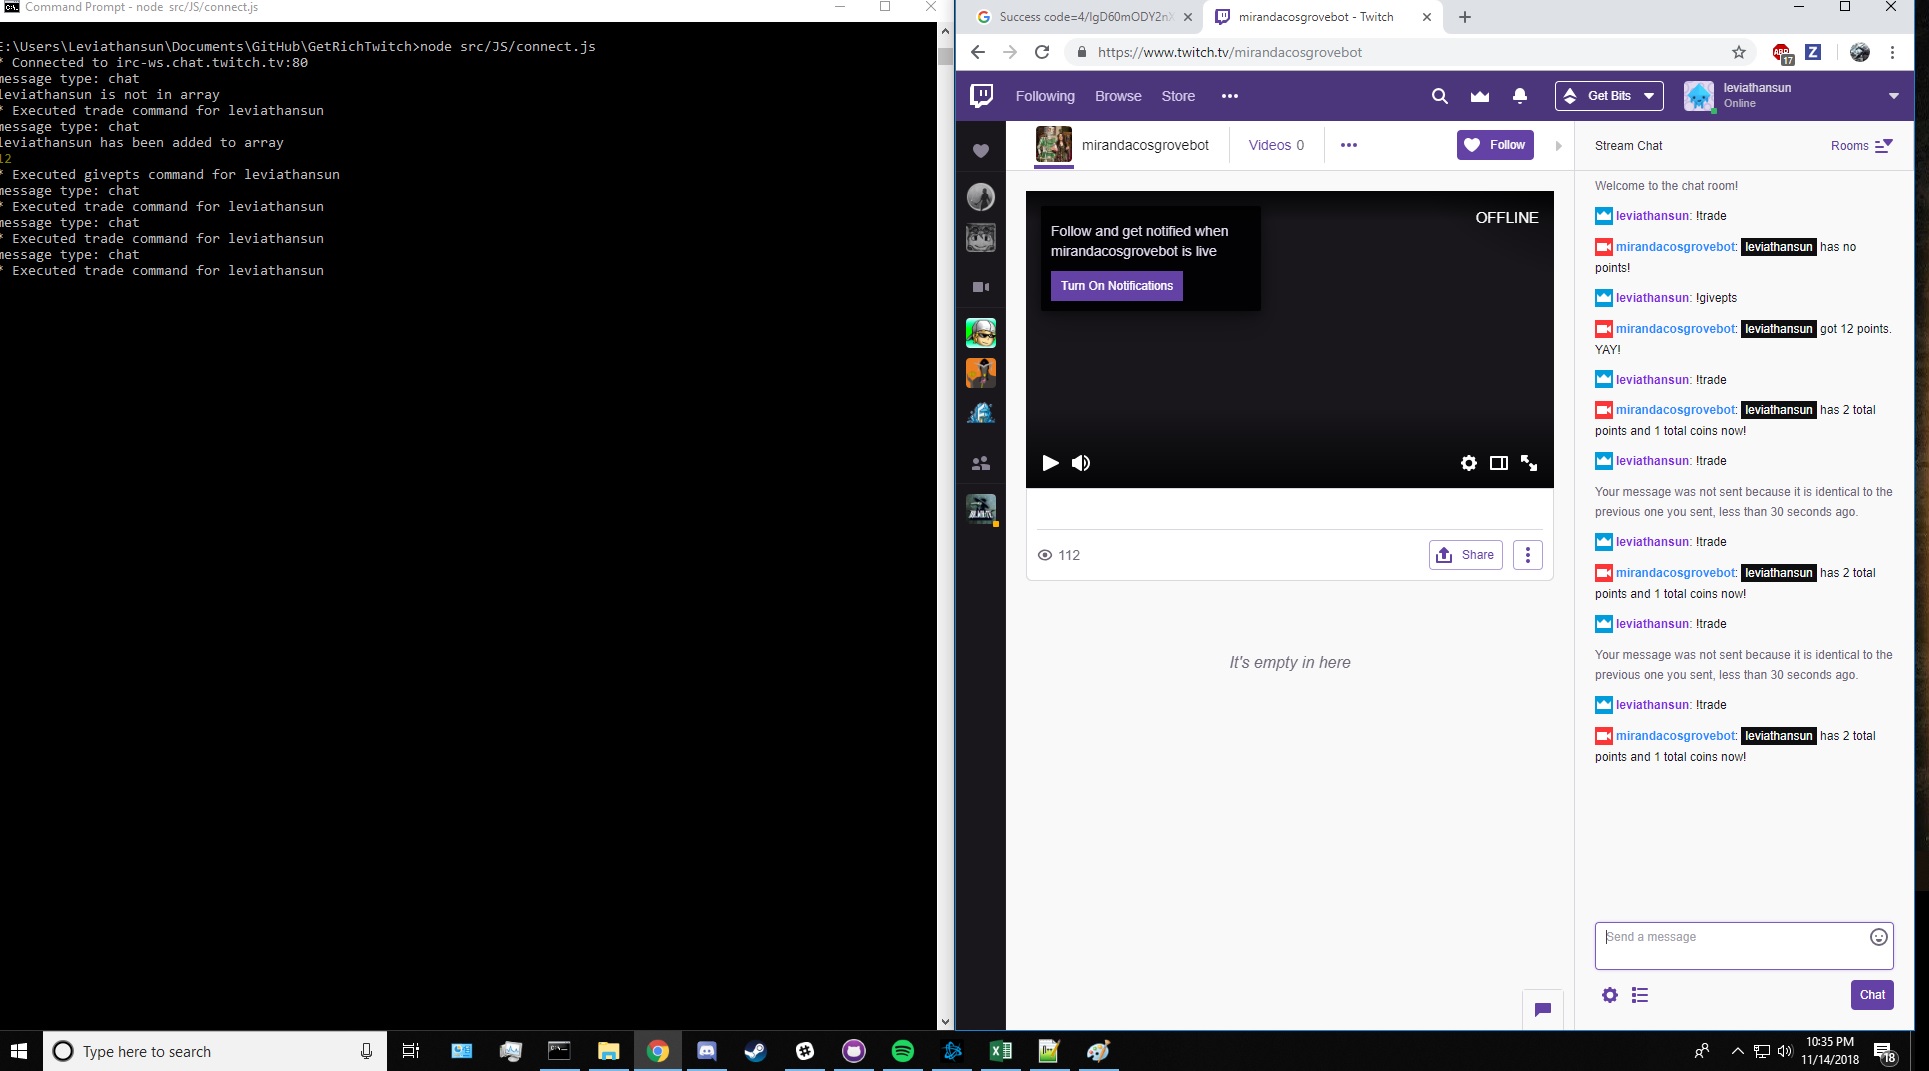 Command Prompt - node  src/JS/connect.js
E:\Users\Leviathansun\Documents\GitHub\GetRichTwitch>node src/JS/connect.js
* Connected to irc-ws.chat.twitch.tv:80
message type: chat
leviathansun is not in array
* Executed trade command for leviathansun
message type: chat
leviathansun has been added to array
12
* Executed givepts command for leviathansun
message type: chat
* Executed trade command for leviathansun
message type: chat
* Executed trade command for leviathansun
message type: chat
* Executed trade command for leviathansun
mirandacosgrovebot - Twitch
https://www.twitch.tv/mirandacosgrovebot
ABP
17
Z
Following
Browse
Store
Get Bits
leviathansun
Online
mirandacosgrovebot
Videos 0
Follow
Follow and get notified when
mirandacosgrovebot is live
Turn On Notifications
OFFLINE
112
Share
It's empty in here
Stream Chat
Rooms
Welcome to the chat room!
leviathansun: !trade
mirandacosgrovebot: leviathansun has no
points!
leviathansun: !givepts
mirandacosgrovebot: leviathansun got 12 points.
YAY!
leviathansun: !trade
mirandacosgrovebot: leviathansun has 2 total
points and 1 total coins now!
leviathansun: !trade
Your message was not sent because it is identical to the
previous one you sent, less than 30 seconds ago.
leviathansun: !trade
mirandacosgrovebot: leviathansun has 2 total
points and 1 total coins now!
leviathansun: !trade
Your message was not sent because it is identical to the
previous one you sent, less than 30 seconds ago.
leviathansun: !trade
mirandacosgrovebot: leviathansun has 2 total
points and 1 total coins now!
Send a message
Chat
Type here to search
10:35 PM
11/14/2018
18